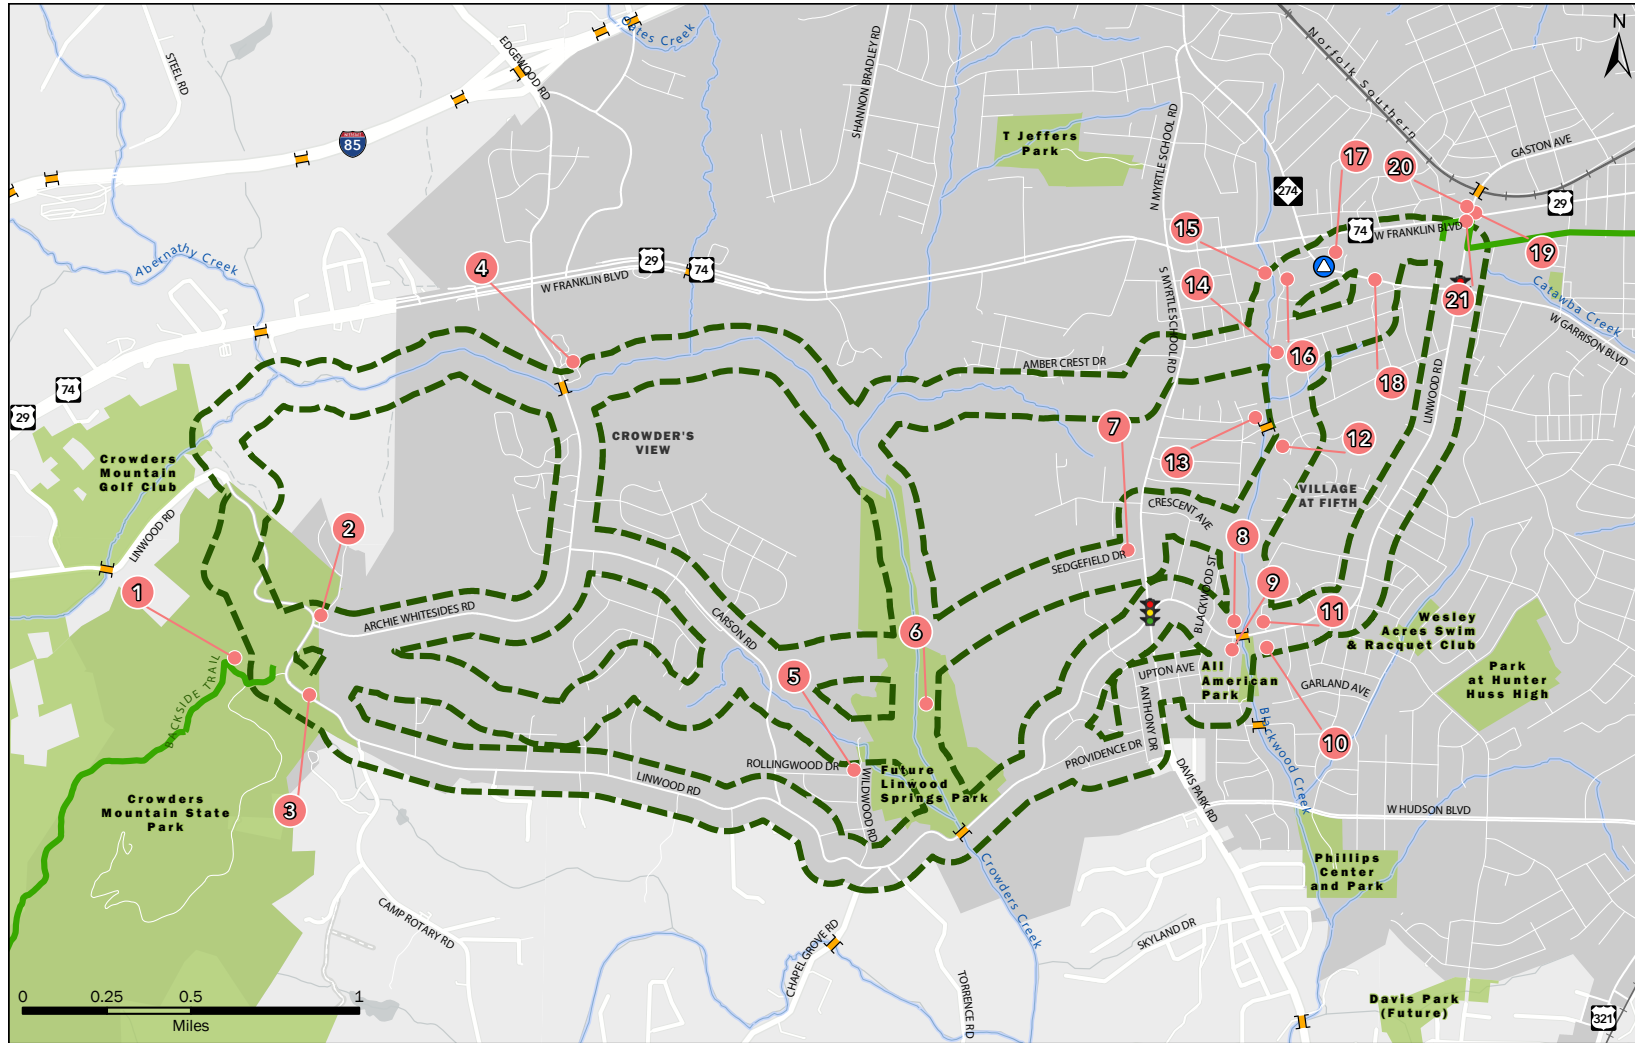 N
Oates Creek
EDGEWOOD RD
STEEL RD
SHANNON BRADLEY RD
Norfolk Southern
T Jeffers
Park
N MYRTLE SCHOOL RD
GASTON AVE
85
17
20
274
29
74
W FRANKLIN BLVD
15
19
Abernathy Creek
4
29
74
W FRANKLIN BLVD
14
S MYRTLE SCHOOL RD
21
Catawba Creek
W GARRISON BLVD
16
18
AMBER CREST DR
LINWOOD RD
74
29
7
CROWDER'S
VIEW
12
13
Crowders
Mountain
Golf Club
VILLAGE
AT FIFTH
CRESCENT AVE
LINWOOD RD
2
8
SEDGEFIELD DR
BLACKWOOD ST
9
1
11
ARCHIE WHITESIDES RD
CARSON RD
6
Wesley
Acres Swim
& Racquet Club
BACKSIDE TRAIL
5
UPTON AVE
All
American
Park
GARLAND AVE
Park
at Hunter
Huss High
ANTHONY DR
Blackwood Creek
10
PROVIDENCE DR
ROLLINGWOOD DR
WILDWOOD RD
Future
Linwood
Springs Park
LINWOOD RD
DAVIS PARK RD
Crowders
Mountain State
Park
3
W HUDSON BLVD
Phillips
Center
and Park
Crowders Creek
CAMP ROTARY RD
CHAPEL GROVE RD
SKYLAND DR
TORRENCE RD
Davis Park
(Future)
321
0 0.25 0.5 1
Miles